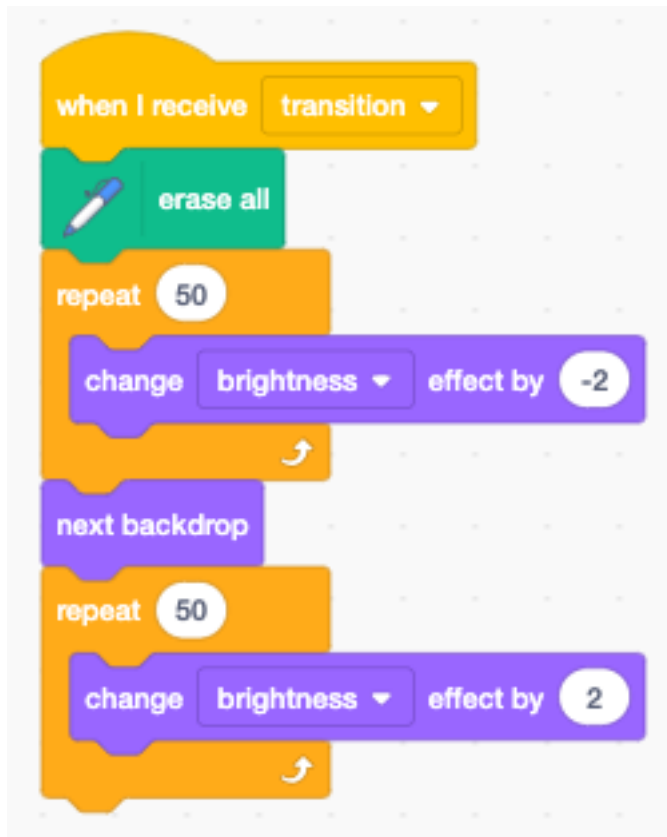 when I receive transition
erase all
repeat 50
change brightness effect by -2
next backdrop
repeat 50
change brightness effect by 2